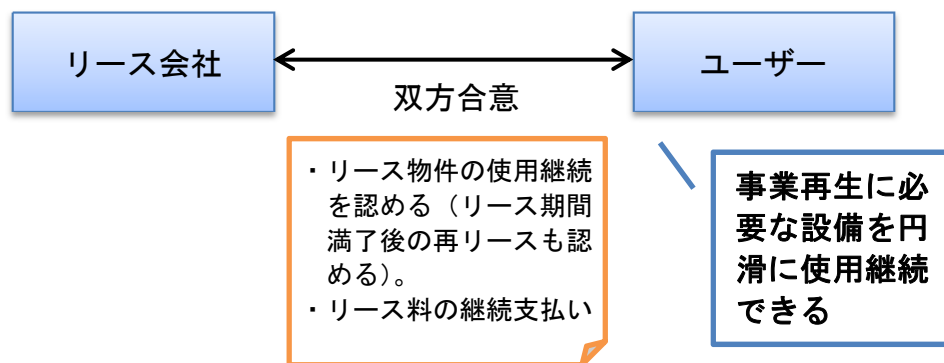 リース会社
ユーザー
双方合意
・リース物件の使用継続
を認める（リース期間
満了後の再リースも認
める）。
・リース料の継続支払い
事業再生に必
要な設備を円
滑に使用継続
できる